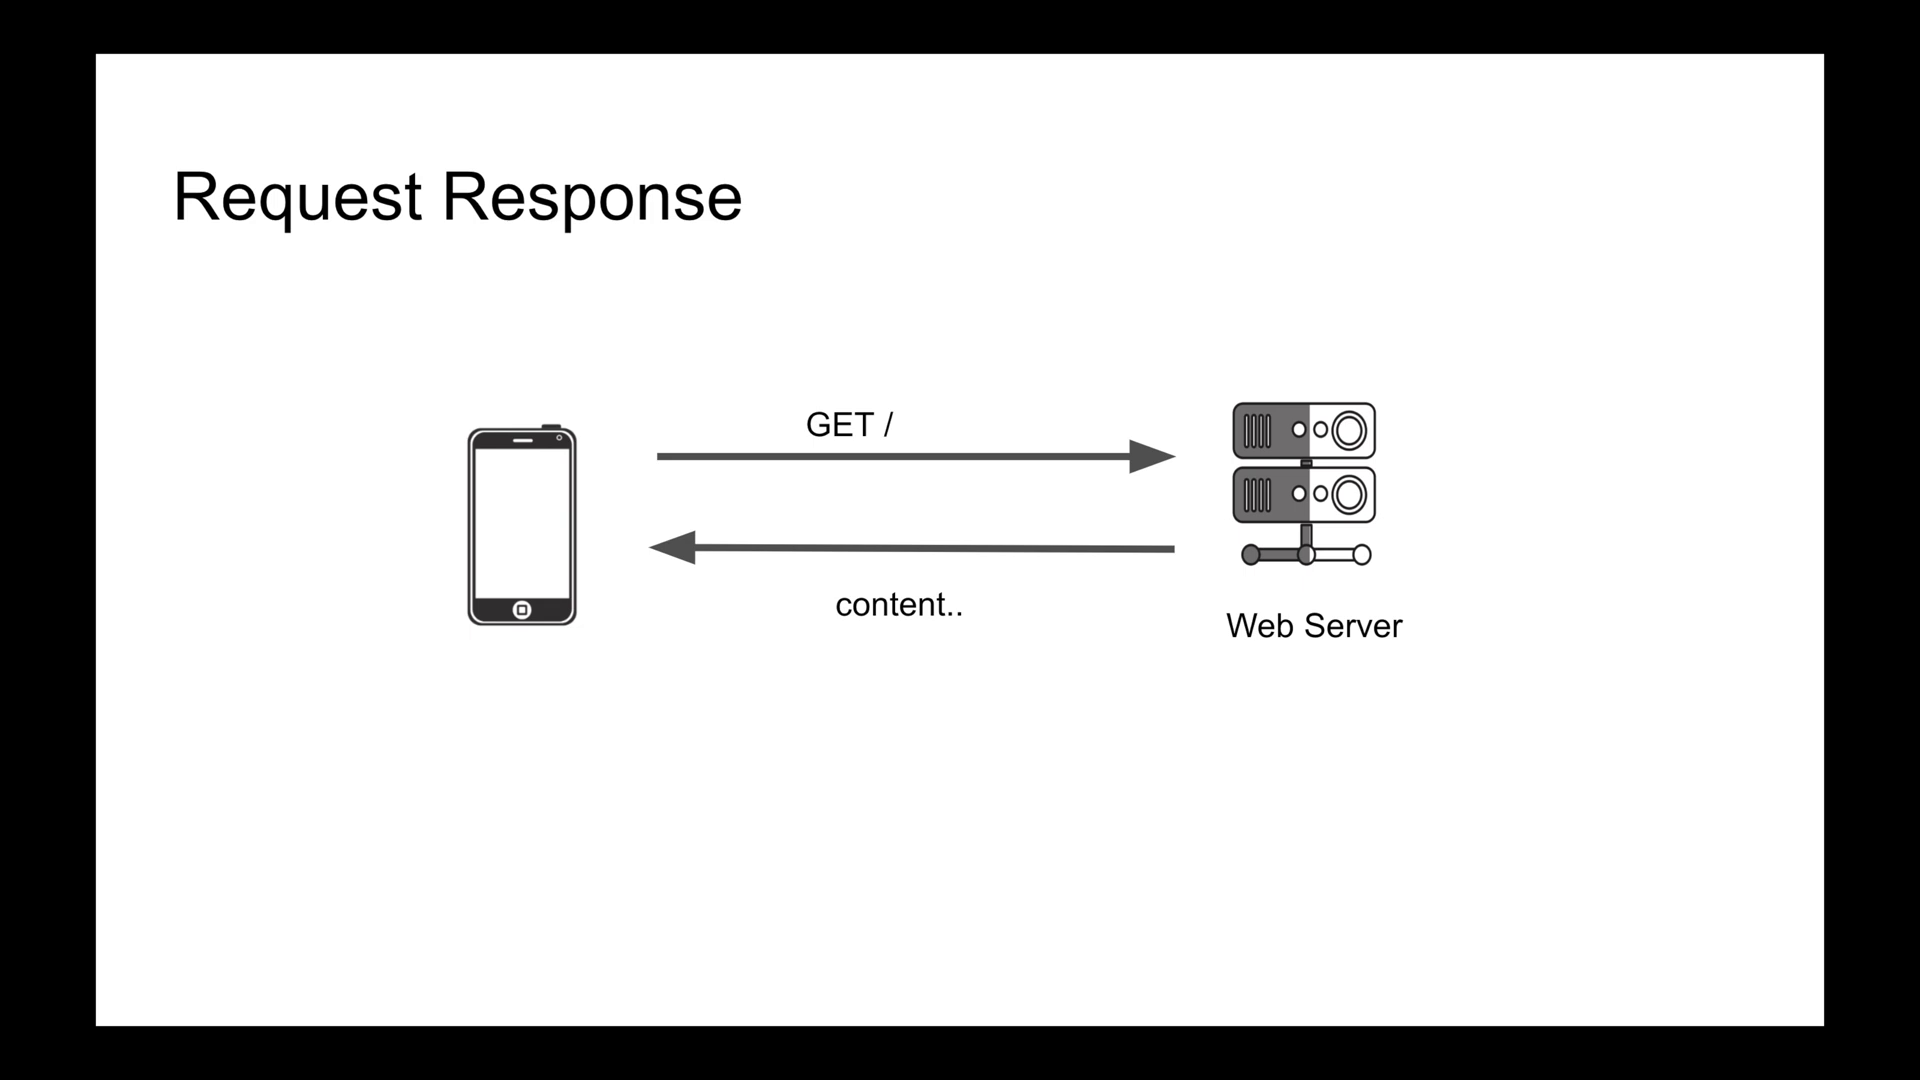 Request Response
GET /
content..
Web Server